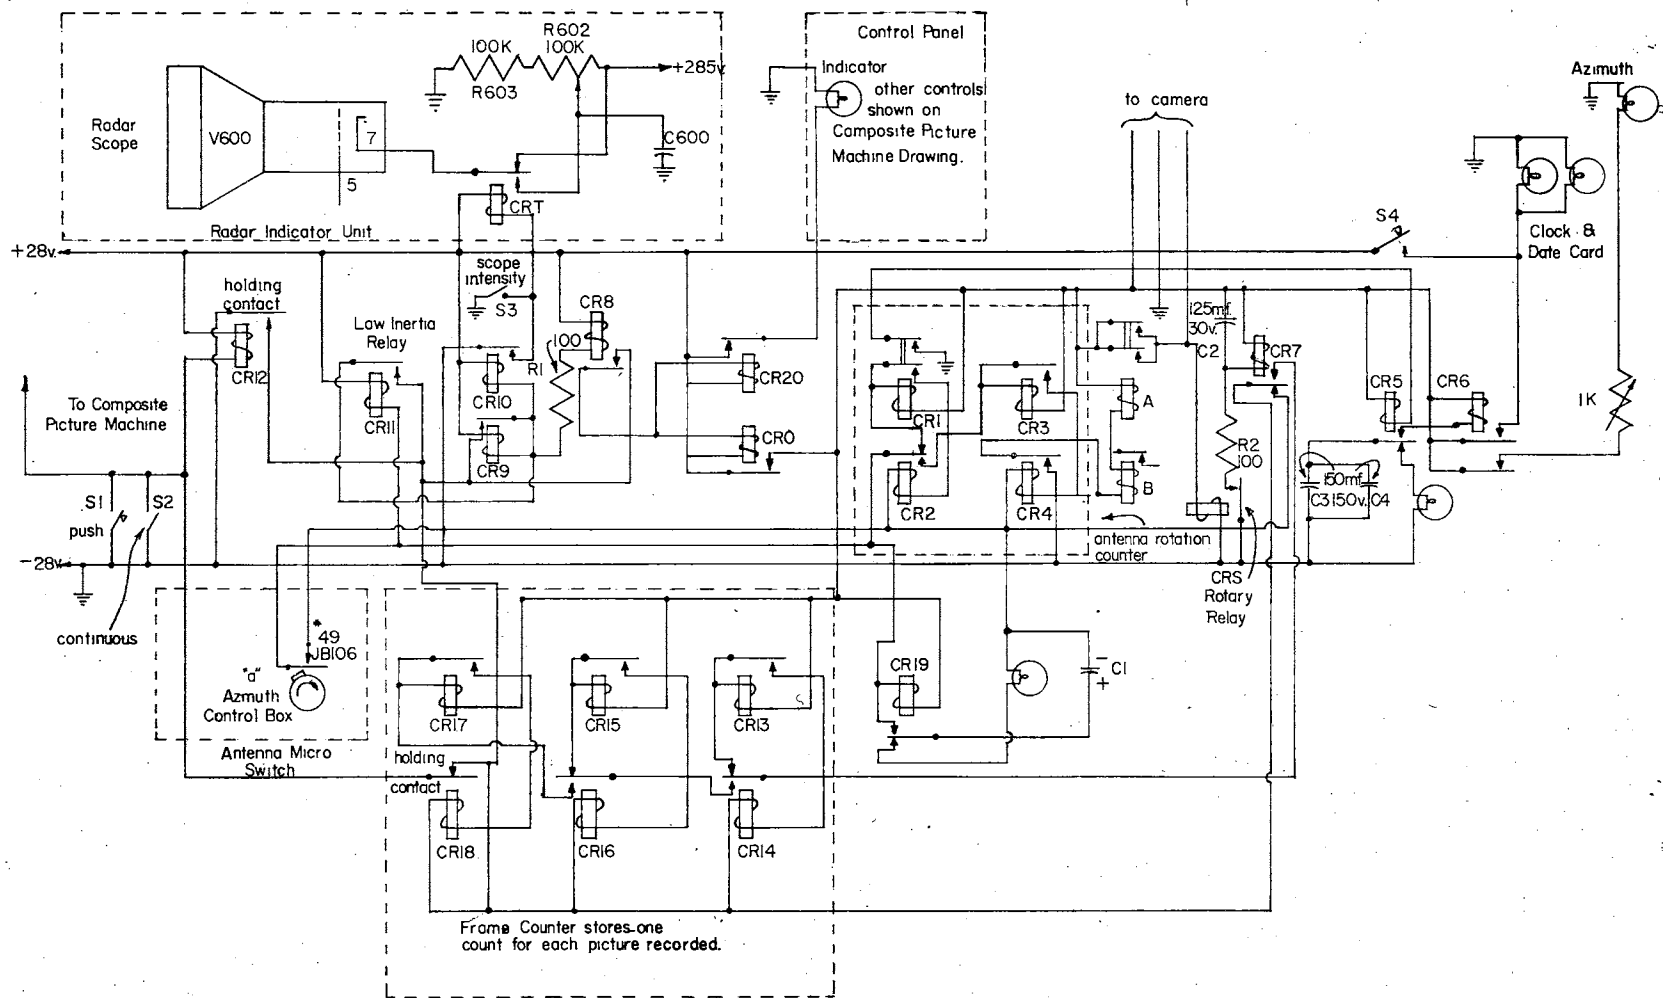 R602
100K
100K
R603
+285v
Control Panel
Indicator
other controls
shown on
Composite Picture
Machine Drawing.
Azimuth
to camera
Radar
Scope
V600
7
5
C600
CRT
Radar Indicator Unit
S4
Clock &
Date Card
+28v.
holding
contact
scope
intensity
S3
CR8
Low Inertia
Relay
100
R1
125mf.
30v.
C2
CR7
CR12
CR11
CR10
CR9
CR20
CR0
CR1
CR3
CR2
CR4
A
B
R2
100
CR5
CR6
1K
To Composite
Picture Machine
S1
push
S2
150mf.
C3 150v. C4
antenna rotation
counter
-28v.
CRS
Rotary
Relay
continuous
*
49
JB106
"a"
Azmuth
Control Box
Antenna Micro
Switch
CR17
CR15
CR13
CR19
C1
-
+
holding
contact
CR18
CR16
CR14
Frame Counter stores one
count for each picture recorded.